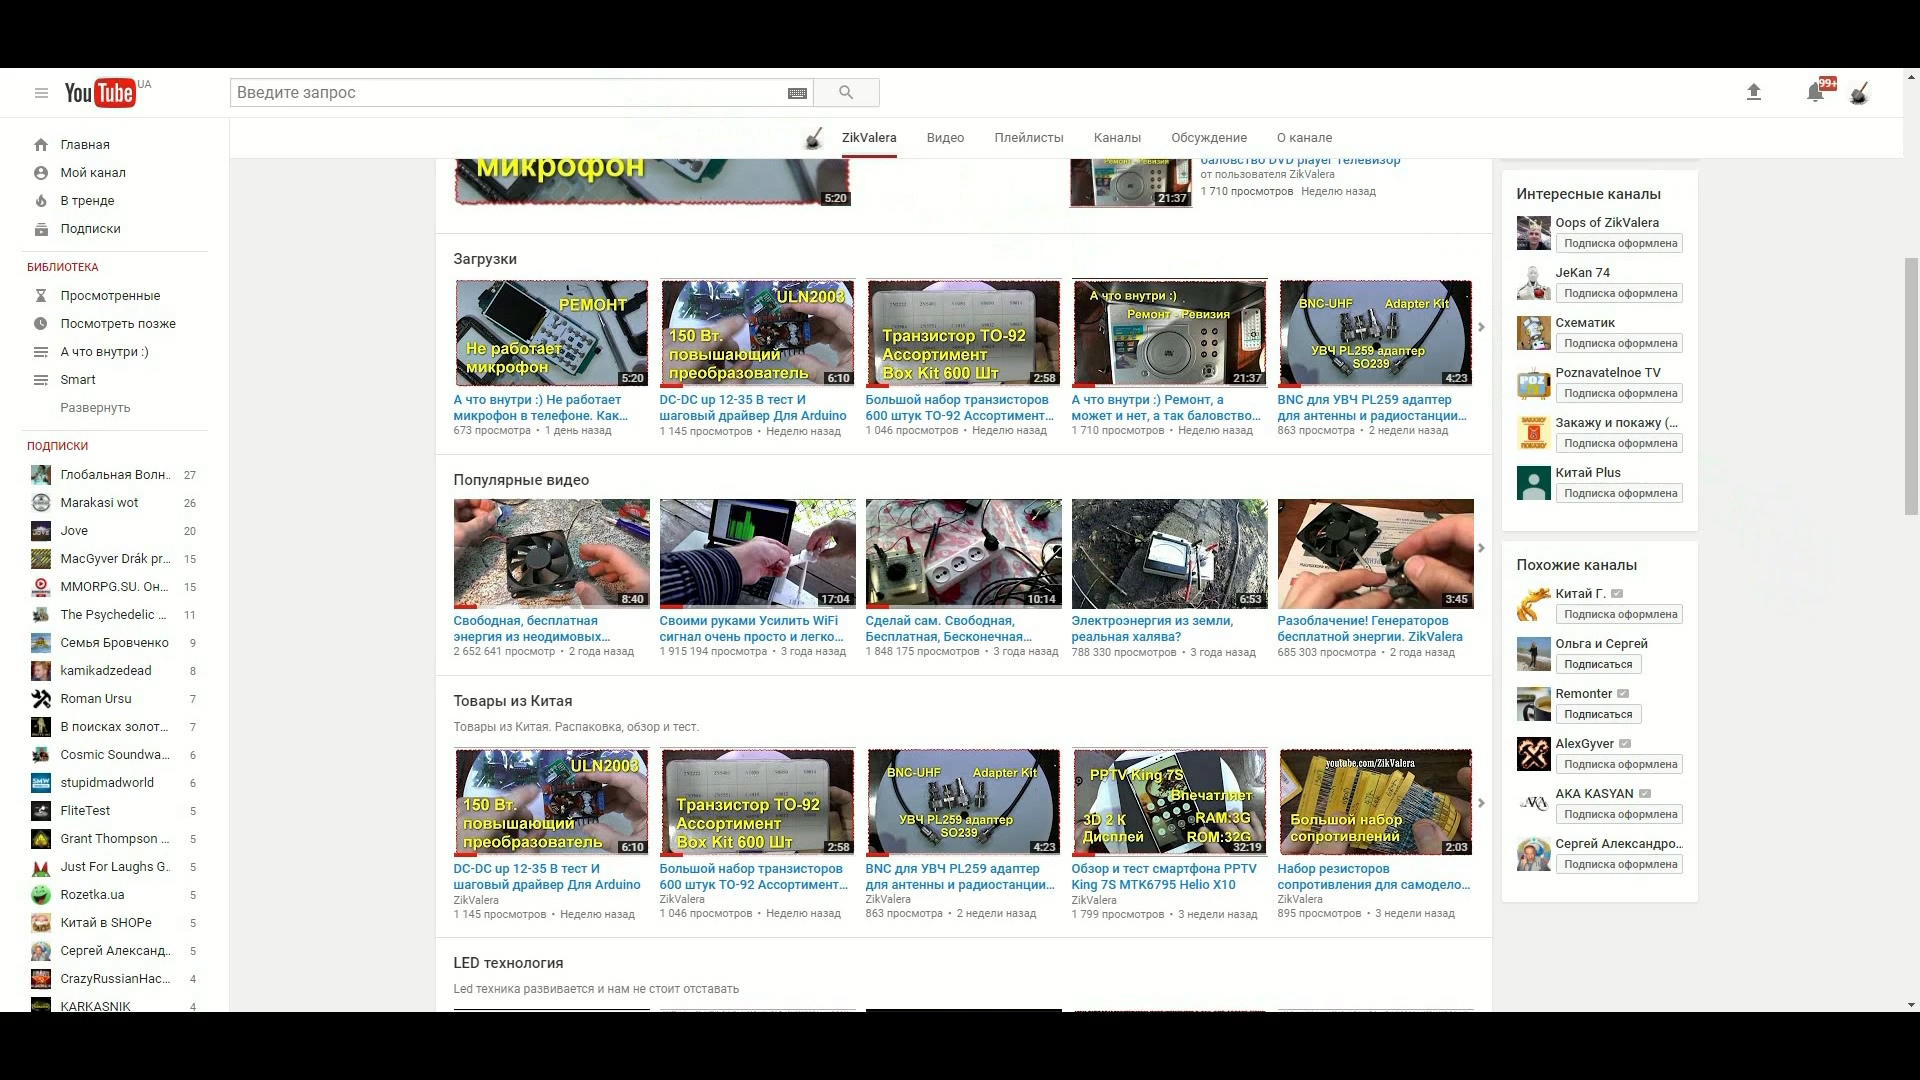 YouTube UA
Введите запрос
99+
ZikValera Видео Плейлисты Каналы Обсуждение О канале
Главная
Мой канал
В тренде
Подписки
БИБЛИОТЕКА
Просмотренные
Посмотреть позже
А что внутри :)
Smart
Развернуть
ПОДПИСКИ
Глобальная Волн.. 27
Marakasi wot 26
Jove 20
MacGyver Drák pr... 15
MMORPG.SU. Он... 15
The Psychedelic ... 11
Семья Бровченко 9
kamikadzedead 8
Roman Ursu 7
В поисках золот... 7
Cosmic Soundwa... 6
stupidmadworld 6
FliteTest 5
Grant Thompson ... 5
Just For Laughs G.. 5
Rozetka.ua 5
Китай в SHOPe 5
Сергей Александ.. 5
CrazyRussianHac... 4
KARKASNIK 4
микрофон
5:20
21:37
баловство DVD player Телевизор
от пользователя ZikValera
1 710 просмотров Неделю назад
Загрузки
РЕМОНТ
Не работает
микрофон
5:20
А что внутри :) Не работает
микрофон в телефоне. Как...
673 просмотра • 1 день назад
ULN2003
150 Вт.
повышающий
преобразователь
6:10
DC-DC up 12-35 В тест И
шаговый драйвер Для Arduino
1 145 просмотров • Неделю назад
Транзистор TO-92
Ассортимент
Box Kit 600 Шт
2:58
Большой набор транзисторов
600 штук TO-92 Ассортимент...
1 046 просмотров • Неделю назад
А что внутри :)
Ремонт - Ревизия
21:37
А что внутри :) Ремонт, а
может и нет, а так баловство...
1 710 просмотров • Неделю назад
BNC-UHF Adapter Kit
УВЧ PL259 адаптер
SO239
4:23
BNC для УВЧ PL259 адаптер
для антенны и радиостанции...
863 просмотра • 2 недели назад
Популярные видео
8:40
Свободная, бесплатная
энергия из неодимовых...
2 652 641 просмотр • 2 года назад
17:04
Своими руками Усилить WiFi
сигнал очень просто и легко...
1 915 194 просмотра • 3 года назад
10:14
Сделай сам. Свободная,
Бесплатная, Бесконечная...
1 848 175 просмотров • 3 года назад
6:53
Электроэнергия из земли,
реальная халява?
788 330 просмотров • 3 года назад
3:45
Разоблачение! Генераторов
бесплатной энергии. ZikValera
685 303 просмотра • 2 года назад
Товары из Китая
Товары из Китая. Распаковка, обзор и тест.
ULN2003
150 Вт.
повышающий
преобразователь
6:10
DC-DC up 12-35 В тест И
шаговый драйвер Для Arduino
ZikValera
1 145 просмотров • Неделю назад
Транзистор TO-92
Ассортимент
Box Kit 600 Шт
2:58
Большой набор транзисторов
600 штук TO-92 Ассортимент...
ZikValera
1 046 просмотров • Неделю назад
BNC-UHF Adapter Kit
УВЧ PL259 адаптер
SO239
4:23
BNC для УВЧ PL259 адаптер
для антенны и радиостанции...
ZikValera
863 просмотра • 2 недели назад
PPTV King 7S
Впечатляет
3D 2 К
Дисплей
RAM:3G
ROM:32G
32:19
Обзор и тест смартфона PPTV
King 7S MTK6795 Helio X10
ZikValera
1 799 просмотров • 3 недели назад
youtube.com/ZikValera
Большой набор
сопротивлений
2:03
Набор резисторов
сопротивления для самодело...
ZikValera
895 просмотров • 3 недели назад
LED технология
Led техника развивается и нам не стоит отставать
Интересные каналы
Oops of ZikValera
Подписка оформлена
JeKan 74
Подписка оформлена
Схематик
Подписка оформлена
Poznavatelnoe TV
Подписка оформлена
Закажу и покажу (...
Подписка оформлена
Китай Plus
Подписка оформлена
Похожие каналы
Китай Г.
Подписка оформлена
Ольга и Сергей
Подписаться
Remonter
Подписаться
AlexGyver
Подписка оформлена
AKA KASYAN
Подписка оформлена
Сергей Александро..
Подписка оформлена